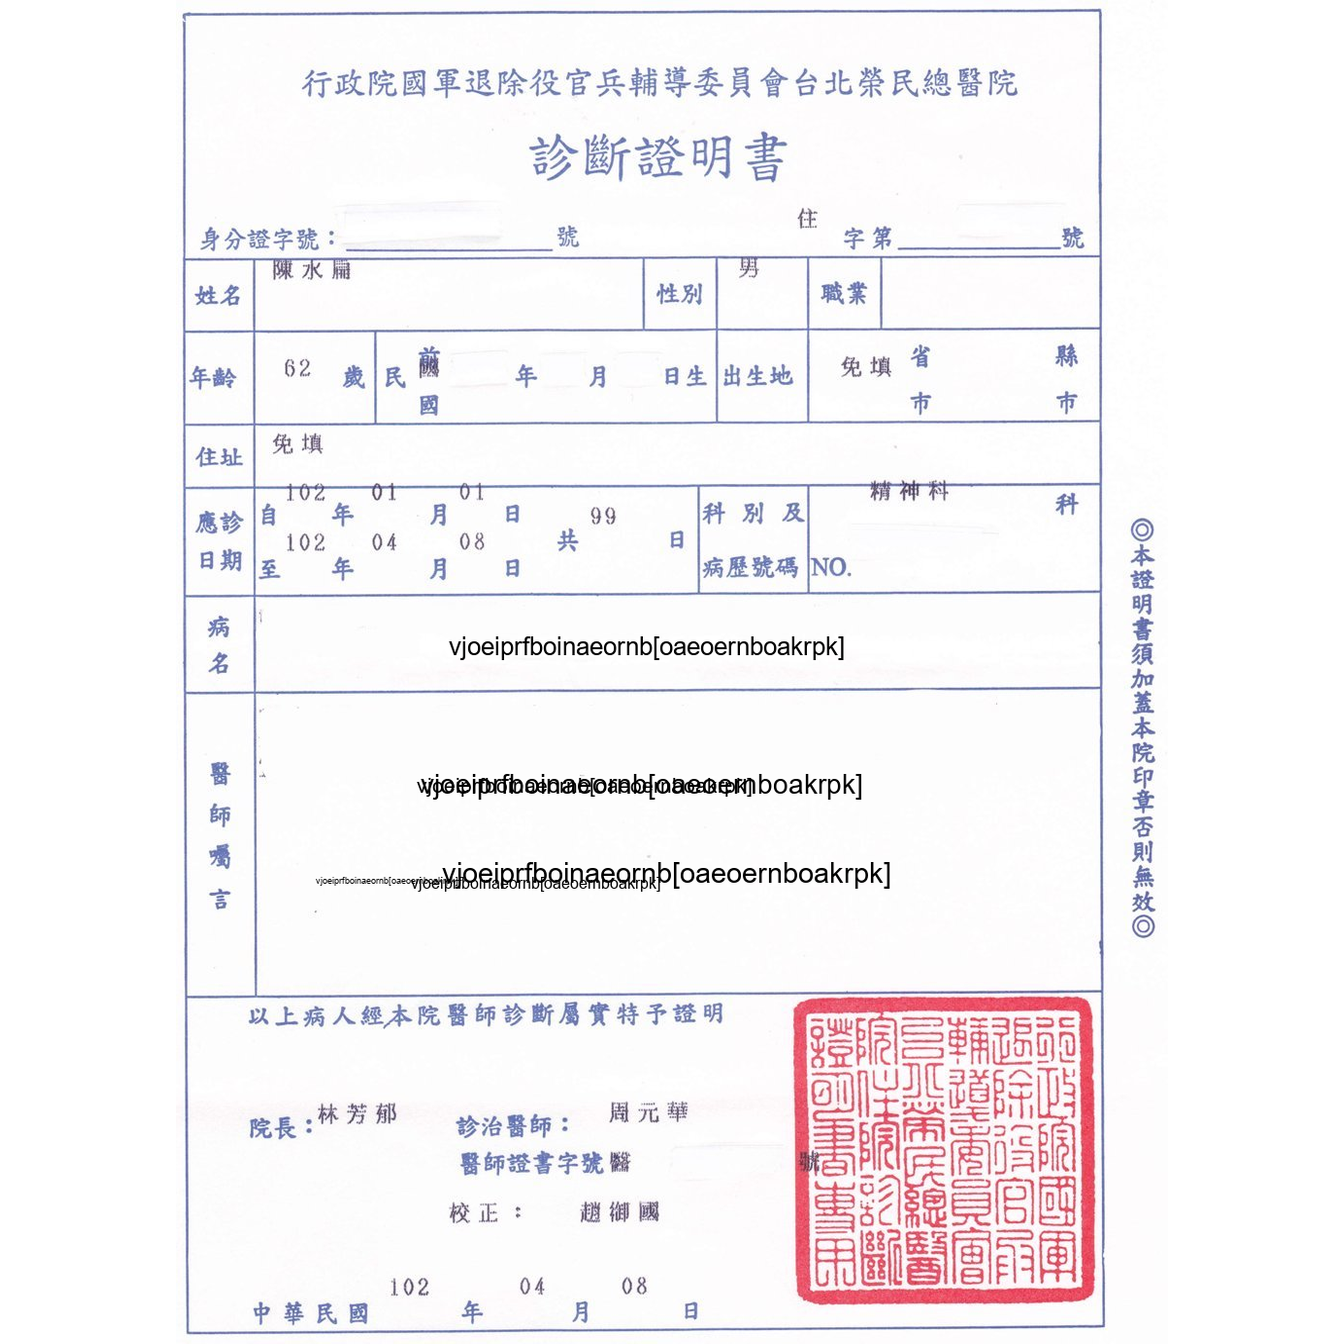 行政院國軍退除役官兵輔導委員會台北榮民總醫院
診斷證明書
身分證字號：號 住 字第 號
姓名 陳水扁 性別 男 職業
年齡 62 歲 民前國 年 月 日生 出生地 免填 省市 縣市
住址 免填
應診日期 自 102 年 01 月 01 日 至 102 年 04 月 08 日 共 99 日 科別及病歷號碼 精神科 科 NO.
病名 vjoeiprfboinaeornb[oaeoernboakrpk]
醫師囑言
vjoeiprfboinaeornb[oaeoernboakrpk]
vjoeiprfboinaeornb[oaeoernboakrpk]
vjoeiprfboinaeornb[oaeoernboakrpk]
以上病人經本院醫師診斷屬實特予證明
院長：林芳郁 診治醫師：周元華
醫師證書字號醫 號
校正：趙御國
中華民國 102 年 04 月 08 日
行政院國軍退除役官兵輔導委員會台北榮民總醫院住院診斷證明書專用
◎本證明書須加蓋本院印章否則無效◎